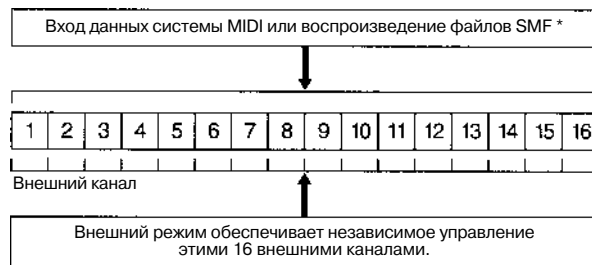 Вход данных системы MIDI или воспроизведение файлов SMF *
1 2 3 4 5 6 7 8 9 10 11 12 13 14 15 16
Внешний канал
Внешний режим обеспечивает независимое управление
этими 16 внешними каналами.